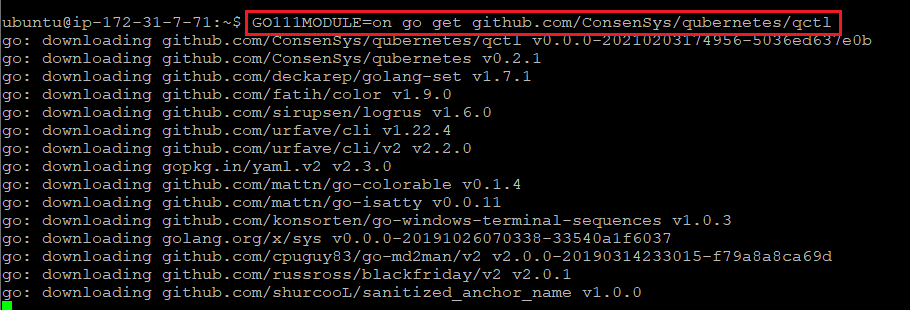 ubuntu@ip-172-31-7-71:~$ GO111MODULE=on go get github.com/ConsenSys/qubernetes/qctl
go: downloading github.com/ConsenSys/qubernetes/qctl v0.0.0-20210203174956-5036ed637e0b
go: downloading github.com/ConsenSys/qubernetes v0.2.1
go: downloading github.com/deckarep/golang-set v1.7.1
go: downloading github.com/fatih/color v1.9.0
go: downloading github.com/sirupsen/logrus v1.6.0
go: downloading github.com/urfave/cli v1.22.4
go: downloading github.com/urfave/cli/v2 v2.2.0
go: downloading gopkg.in/yaml.v2 v2.3.0
go: downloading github.com/mattn/go-colorable v0.1.4
go: downloading github.com/mattn/go-isatty v0.0.11
go: downloading github.com/konsorten/go-windows-terminal-sequences v1.0.3
go: downloading golang.org/x/sys v0.0.0-20191026070338-33540a1f6037
go: downloading github.com/cpuguy83/go-md2man/v2 v2.0.0-20190314233015-f79a8a8ca69d
go: downloading github.com/russross/blackfriday/v2 v2.0.1
go: downloading github.com/shurcooL/sanitized_anchor_name v1.0.0